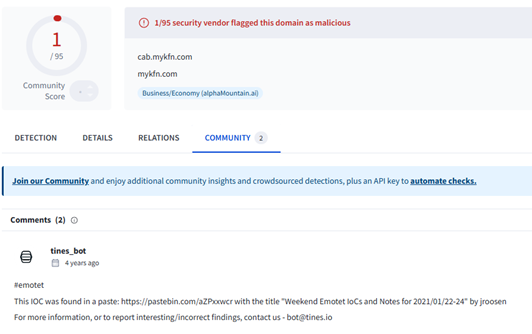 1
/ 95
Community
Score
-
1/95 security vendor flagged this domain as malicious
cab.mykfn.com
mykfn.com
Business/Economy (alphaMountain.ai)
DETECTION DETAILS RELATIONS COMMUNITY 2
Join our Community and enjoy additional community insights and crowdsourced detections, plus an API key to automate checks.
Comments (2)
tines_bot
4 years ago
#emotet
This IOC was found in a paste: https://pastebin.com/aZPxxwcr with the title "Weekend Emotet IoCs and Notes for 2021/01/22-24" by jroosen
For more information, or to report interesting/incorrect findings, contact us - bot@tines.io